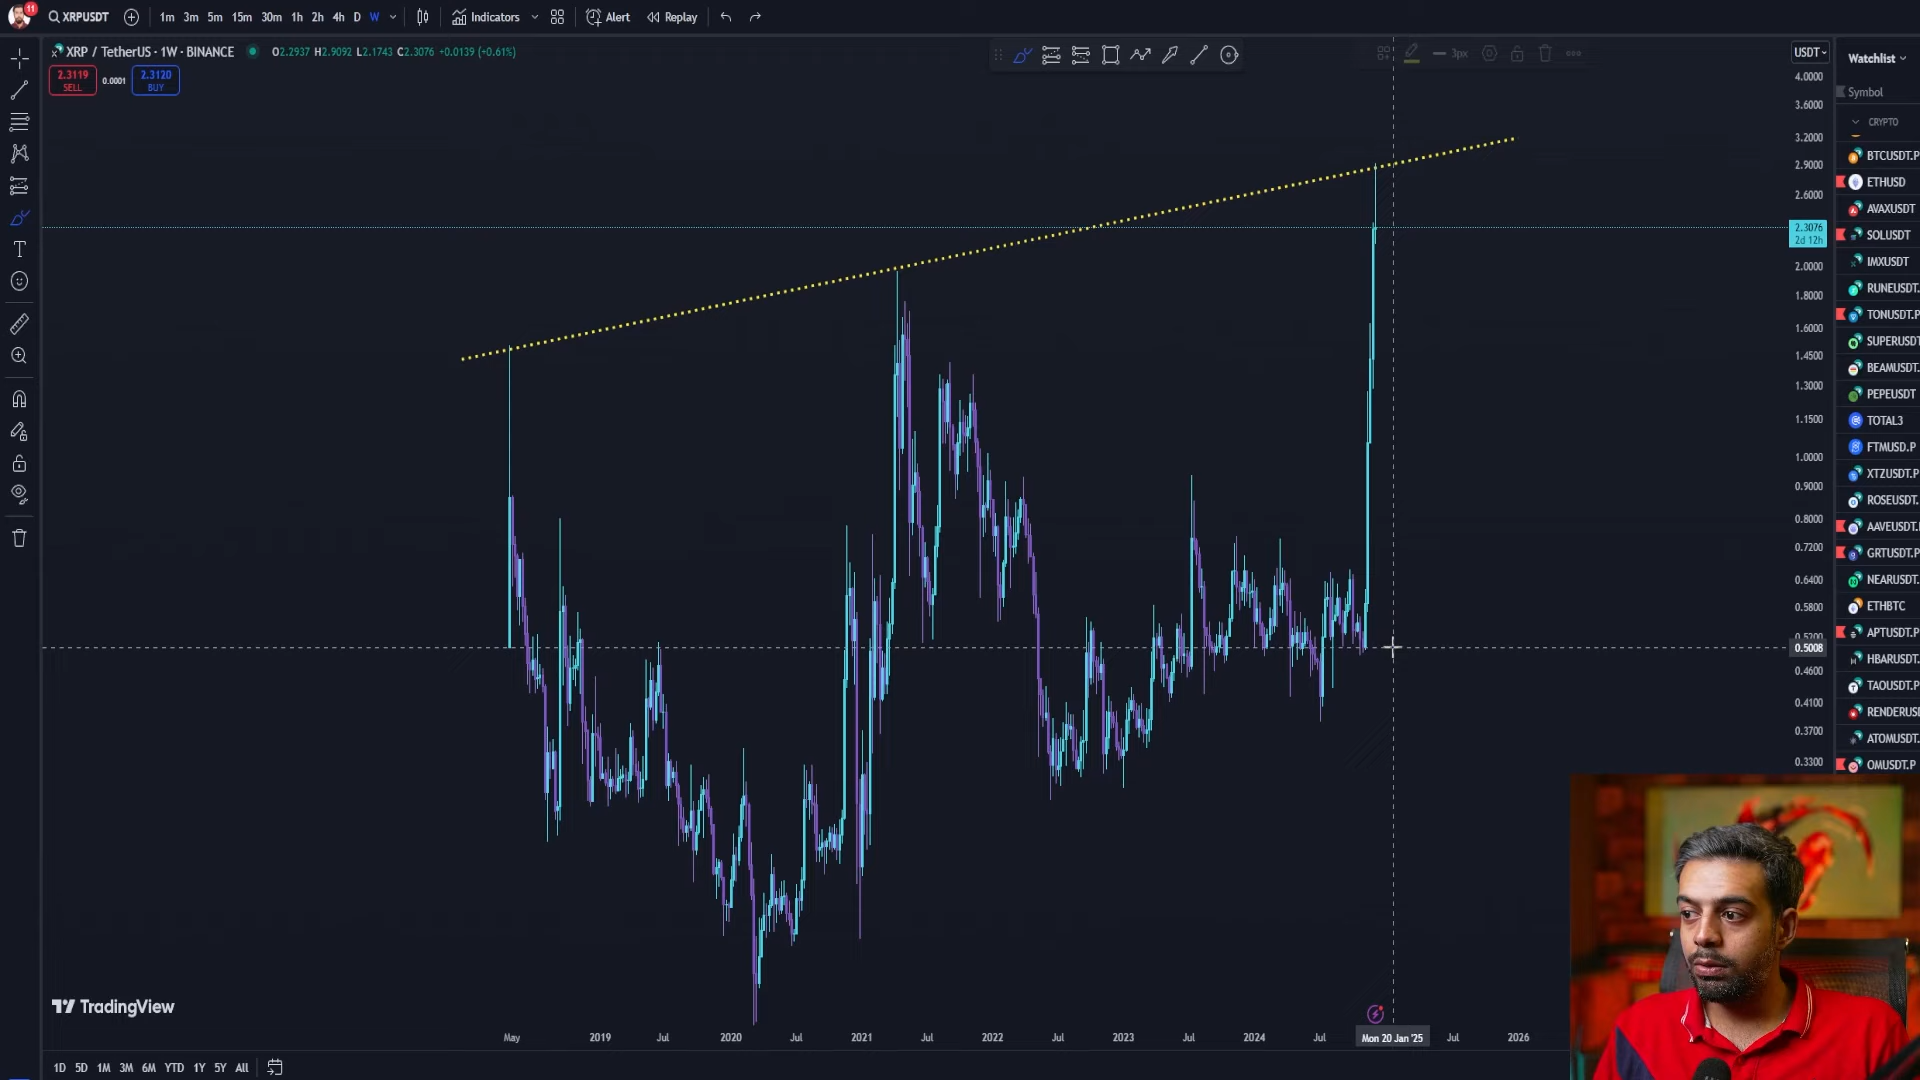 11
XRPUSDT
1m 3m 5m 15m 30m 1h 2h 4h D W
Indicators
Alert
Replay
XRP / TetherUS · 1W · BINANCE
O2.2937 H2.9092 L2.1743 C2.3076 +0.0139 (+0.61%)
2.3119
SELL
0.0001
2.3120
BUY
3px
USDT
4.0000
3.6000
3.2000
2.9000
2.6000
2.3076
2d 12h
2.0000
1.8000
1.6000
1.4500
1.3000
1.1500
1.0000
0.9000
0.8000
0.7200
0.6400
0.5800
0.5200
0.5008
0.4600
0.4100
0.3700
0.3300
Watchlist
Symbol
CRYPTO
BTCUSDT.P
ETHUSD
AVAXUSDT
SOLUSDT
IMXUSDT
RUNEUSDT.
TONUSDT.P
SUPERUSDT
BEAMUSDT.
PEPEUSDT
TOTAL3
FTMUSD.P
XTZUSDT.P
ROSEUSDT.
AAVEUSDT.
GRTUSDT.P
NEARUSDT.
ETHBTC
APTUSDT.P
HBARUSDT.
TAOUSDT.P
RENDERUSD
ATOMUSDT.
OMUSDT.P
TradingView
May 2019 Jul 2020 Jul 2021 Jul 2022 Jul 2023 Jul 2024 Jul Mon 20 Jan '25 Jul 2026
1D 5D 1M 3M 6M YTD 1Y 5Y All